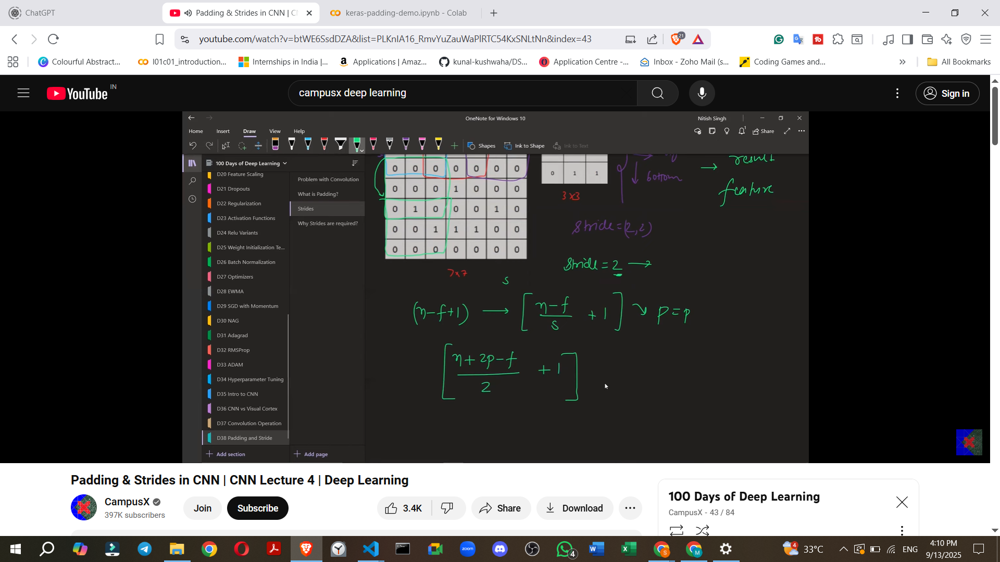 ChatGPT
Padding & Strides in CNN | C
keras-padding-demo.ipynb - Colab
youtube.com/watch?v=btWE6SsdDZA&list=PLKnIA16_RmvYuZauWaPlRTC54KxSNLtNn&index=43
21
Colourful Abstract...
l01c01_introduction...
Internships in India |...
Applications | Amaz...
kunal-kushwaha/DS...
Application Centre -...
Inbox - Zoho Mail (s...
Coding Games and...
All Bookmarks
YouTube IN
campusx deep learning
Sign in
OneNote for Windows 10
Nitish Singh
Home Insert Draw View Help
Share
Shapes
Ink to Shape
Ink to Text
100 Days of Deep Learning
D20 Feature Scaling
D21 Dropouts
D22 Regularization
D23 Activation Functions
D24 Relu Variants
D25 Weight Initialization Te...
D26 Batch Normalization
D27 Optimizers
D28 EWMA
D29 SGD with Momentum
D30 NAG
D31 Adagrad
D32 RMSProp
D33 ADAM
D34 Hyperparameter Tuning
D35 Intro to CNN
D36 CNN vs Visual Cortex
D37 Convolution Operation
D38 Padding and Stride
+ Add section
Problem with Convolution
What is Padding?
Strides
Why Strides are required?
+ Add page
0 0 0 0 0 0 0
0 0 0 1 0 0 0
0 1 0 0 0 1 0
0 0 1 1 1 0 0
0 0 0 0 0 0 0
7x7
0 1 1
3x3
bottom
→ result
feature
Stride=(2,2)
Stride = 2 →
s
(n-f+1) → [n-f/s + 1] ↘ p=p
[n+2p-f/2 + 1]
Padding & Strides in CNN | CNN Lecture 4 | Deep Learning
CampusX
397K subscribers
Join
Subscribe
3.4K
Share
Download
100 Days of Deep Learning
CampusX - 43 / 84
zoom
4
4
33°C
ENG
4:10 PM
9/13/2025